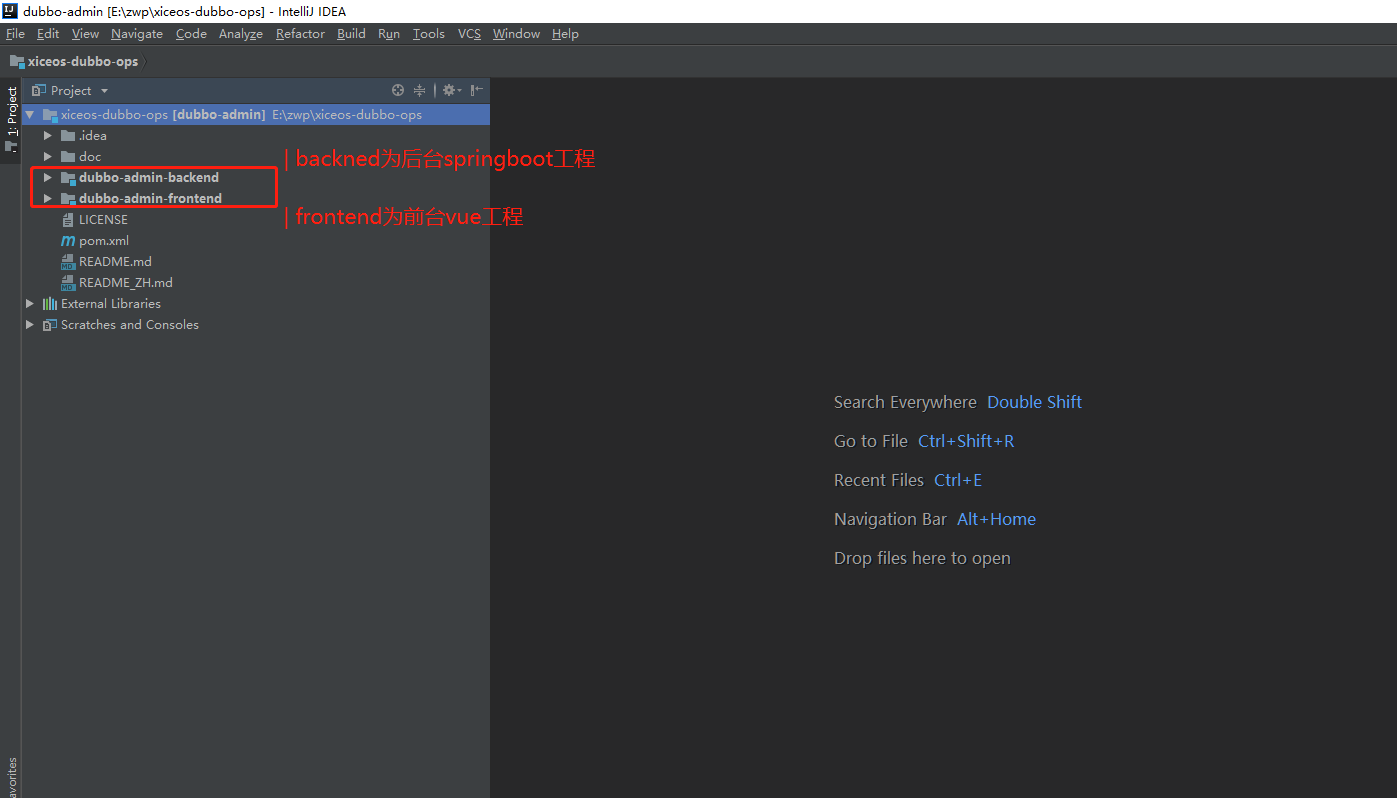 dubbo-admin [E:\zwp\xiceos-dubbo-ops] - IntelliJ IDEA
File Edit View Navigate Code Analyze Refactor Build Run Tools VCS Window Help
xiceos-dubbo-ops
1: Project
Project
xiceos-dubbo-ops [dubbo-admin] E:\zwp\xiceos-dubbo-ops
.idea
doc
| backned为后台springboot工程
dubbo-admin-backend
dubbo-admin-frontend
| frontend为前台vue工程
LICENSE
pom.xml
README.md
README_ZH.md
External Libraries
Scratches and Consoles
Search Everywhere Double Shift
Go to File Ctrl+Shift+R
Recent Files Ctrl+E
Navigation Bar Alt+Home
Drop files here to open
avorites